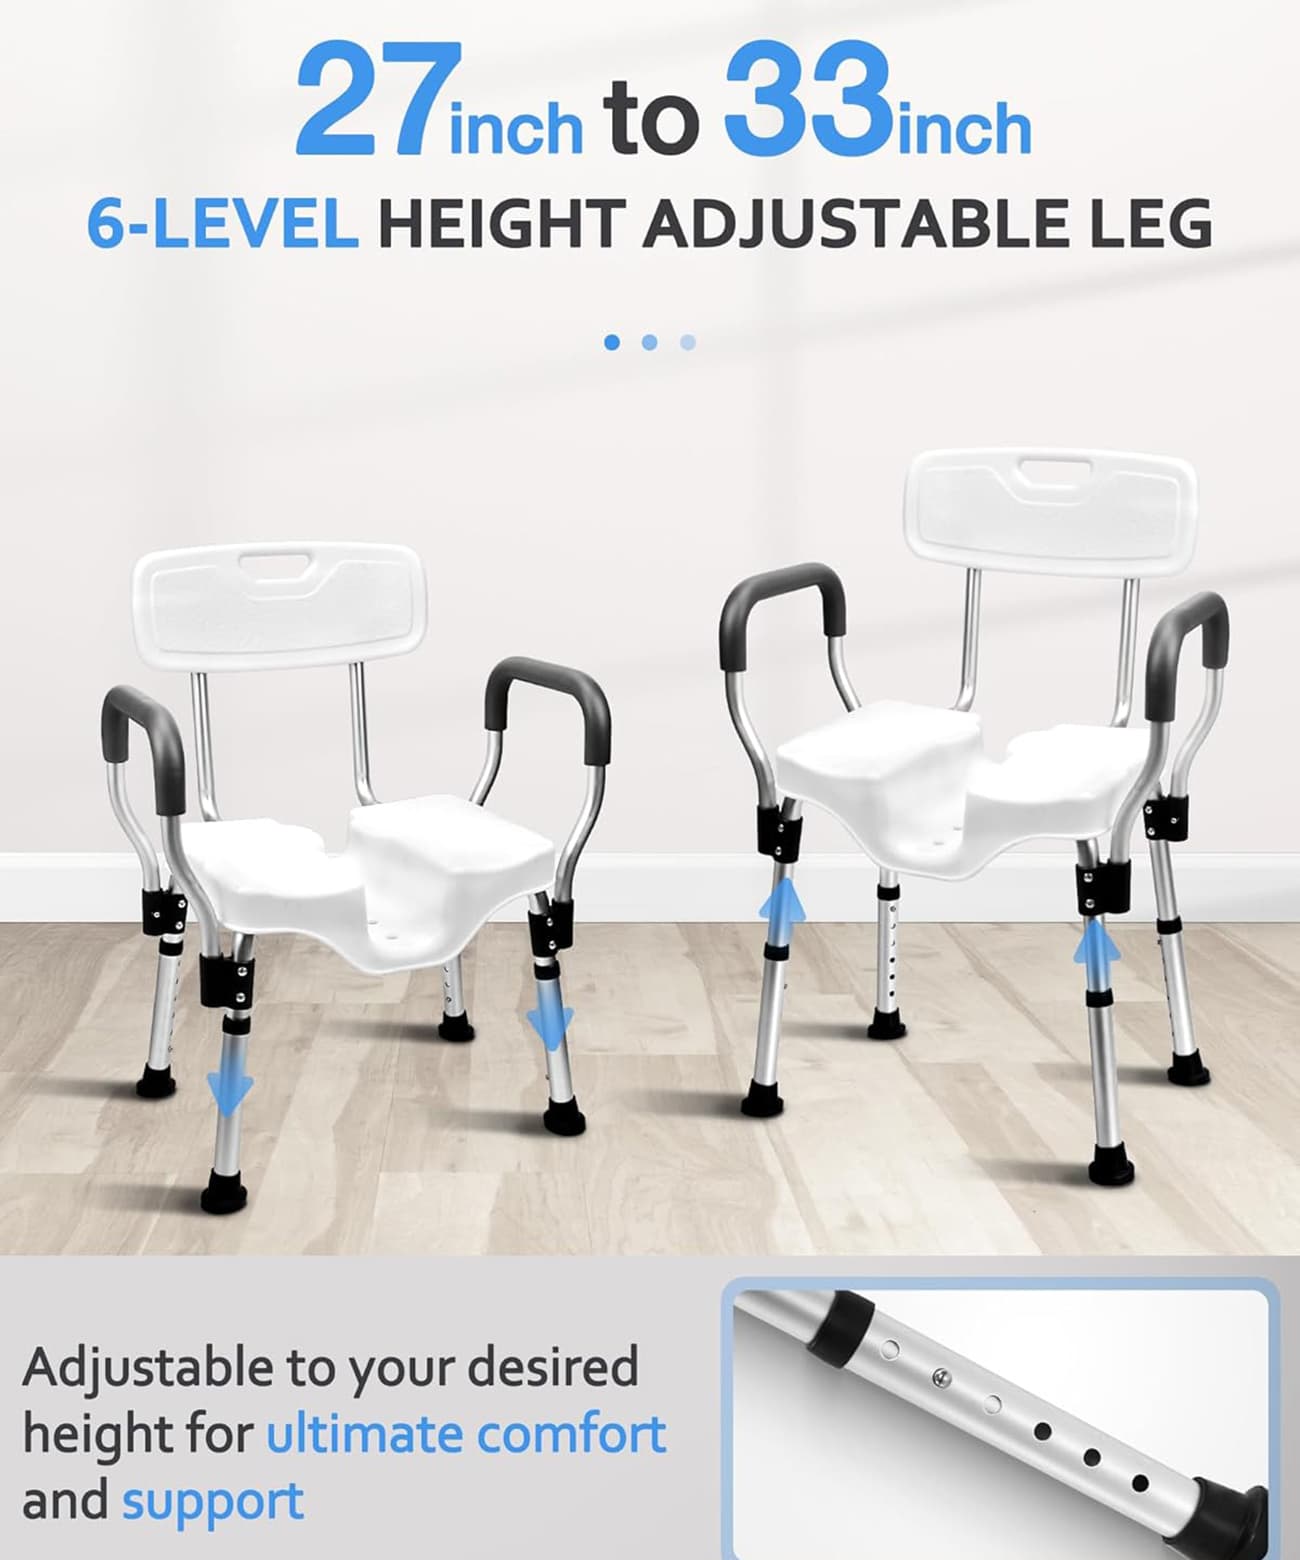 27inch to 33inch
6-LEVEL HEIGHT ADJUSTABLE LEG
Adjustable to your desired
height for ultimate comfort
and support